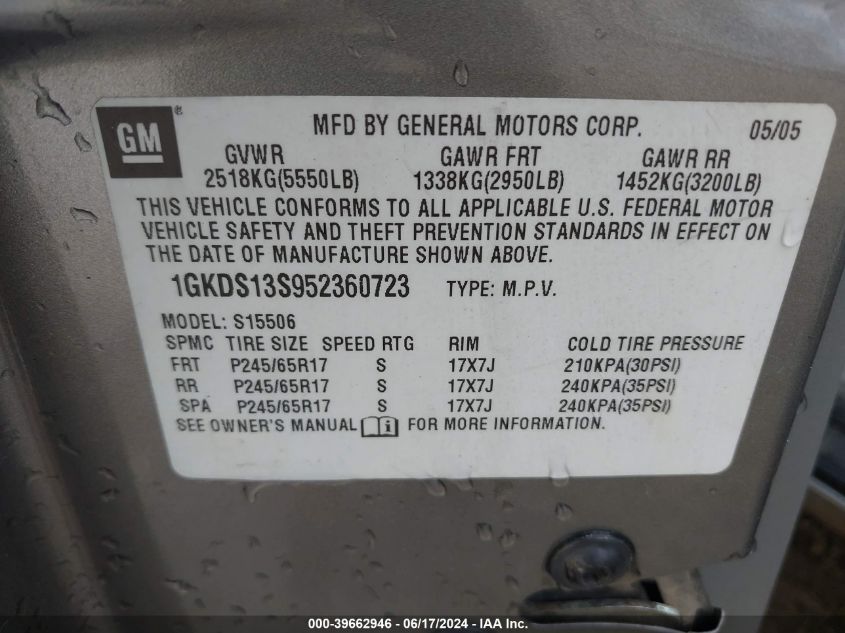 GM ® MFD BY GENERAL MOTORS CORP. 05/05
GVWR GAWR FRT GAWR RR
2518KG(5550LB) 1338KG(2950LB) 1452KG(3200LB)
THIS VEHICLE CONFORMS TO ALL APPLICABLE U.S. FEDERAL MOTOR
VEHICLE SAFETY AND THEFT PREVENTION STANDARDS IN EFFECT ON
THE DATE OF MANUFACTURE SHOWN ABOVE.
1GKDS13S952360723 TYPE: M.P.V.
MODEL: S15506
SPMC TIRE SIZE SPEED RTG RIM COLD TIRE PRESSURE
FRT P245/65R17 S 17X7J 210KPA(30PSI)
RR P245/65R17 S 17X7J 240KPA(35PSI)
SPA P245/65R17 S 17X7J 240KPA(35PSI)
SEE OWNER'S MANUAL i FOR MORE INFORMATION.
000-39662946 - 06/17/2024 - IAA Inc.